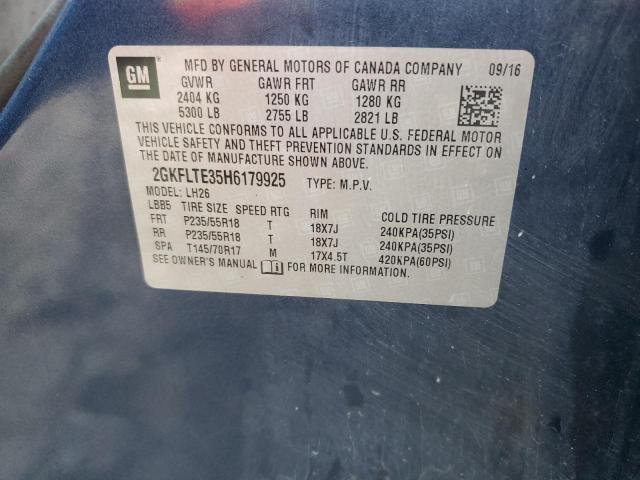 GM
MFD BY GENERAL MOTORS OF CANADA COMPANY 09/16
GVWR GAWR FRT GAWR RR
2404 KG 1250 KG 1280 KG
5300 LB 2755 LB 2821 LB
THIS VEHICLE CONFORMS TO ALL APPLICABLE U.S. FEDERAL MOTOR
VEHICLE SAFETY AND THEFT PREVENTION STANDARDS IN EFFECT ON
THE DATE OF MANUFACTURE SHOWN ABOVE.
2GKFLTE35H6179925 TYPE: M.P.V.
MODEL: LH26
LBB5 TIRE SIZE SPEED RTG RIM COLD TIRE PRESSURE
FRT P235/55R18 T 18X7J 240KPA(35PSI)
RR P235/55R18 T 18X7J 240KPA(35PSI)
SPA T145/70R17 M 17X4.5T 420KPA(60PSI)
SEE OWNER'S MANUAL FOR MORE INFORMATION.